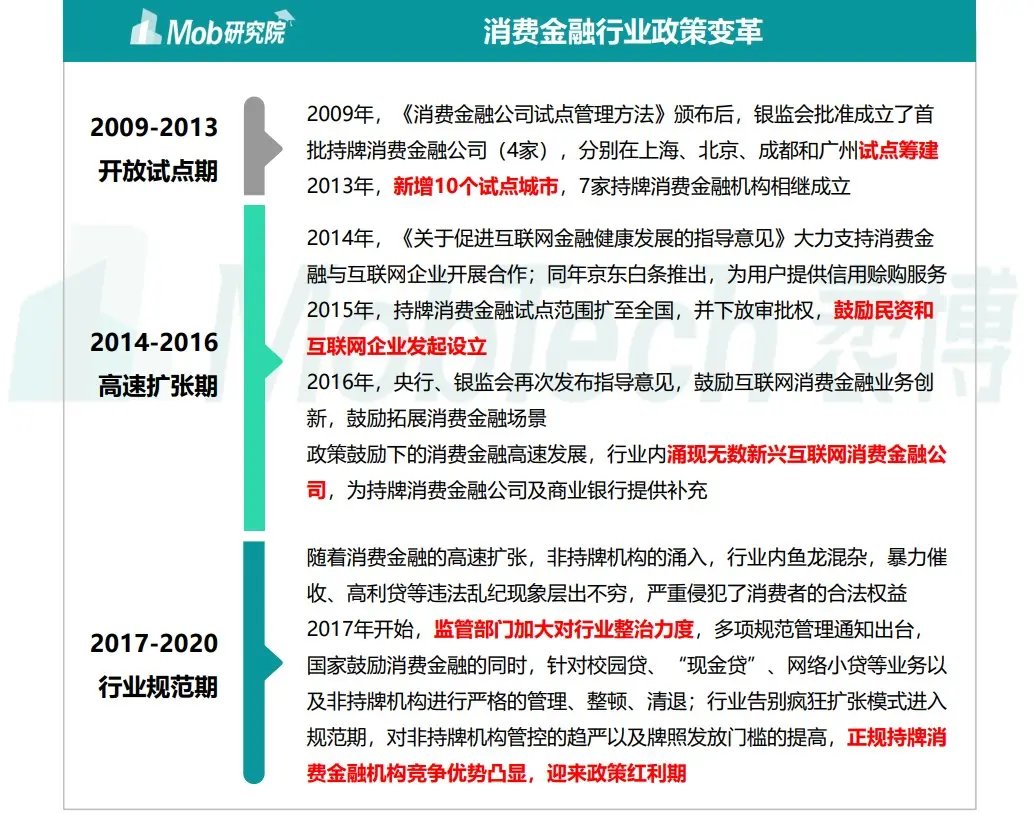 Mob研究院
消费金融行业政策变革
2009-2013
开放试点期
2009年，《消费金融公司试点管理方法》颁布后，银监会批准成立了首
批持牌消费金融公司（4家），分别在上海、北京、成都和广州试点筹建
2013年，新增10个试点城市，7家持牌消费金融机构相继成立
2014-2016
高速扩张期
2014年，《关于促进互联网金融健康发展的指导意见》大力支持消费金
融与互联网企业开展合作；同年京东白条推出，为用户提供信用赊购服务
2015年，持牌消费金融试点范围扩至全国，并下放审批权，鼓励民资和
互联网企业发起设立
2016年，央行、银监会再次发布指导意见，鼓励互联网消费金融业务创
新，鼓励拓展消费金融场景
政策鼓励下的消费金融高速发展，行业内涌现无数新兴互联网消费金融公
司，为持牌消费金融公司及商业银行提供补充
MobTech 袤博
2017-2020
行业规范期
随着消费金融的高速扩张，非持牌机构的涌入，行业内鱼龙混杂，暴力催
收、高利贷等违法乱纪现象层出不穷，严重侵犯了消费者的合法权益
2017年开始，监管部门加大对行业整治力度，多项规范管理通知出台，
国家鼓励消费金融的同时，针对校园贷、“现金贷”、网络小贷等业务以
及非持牌机构进行严格的管理、整顿、清退；行业告别疯狂扩张模式进入
规范期，对非持牌机构管控的趋严以及牌照发放门槛的提高，正规持牌消
费金融机构竞争优势凸显，迎来政策红利期